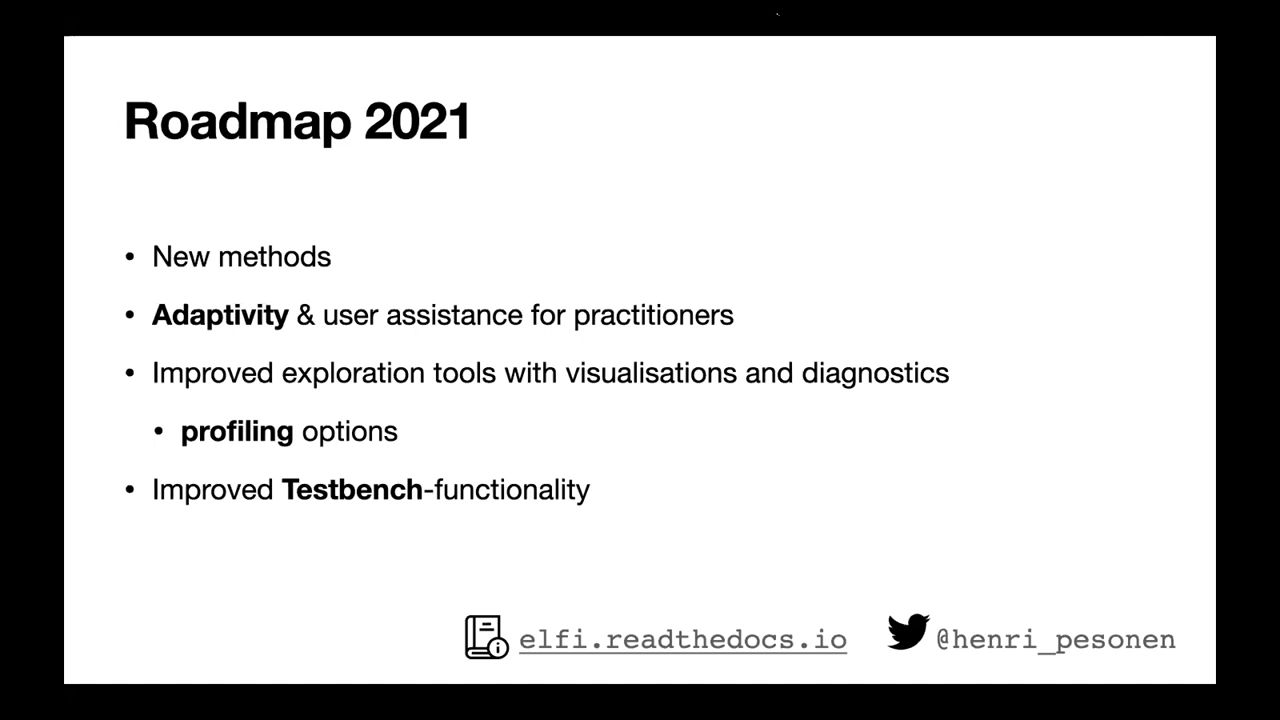 Roadmap 2021
• New methods
• Adaptivity & user assistance for practitioners
• Improved exploration tools with visualisations and diagnostics
• profiling options
• Improved Testbench-functionality
elfi.readthedocs.io @henri_pesonen